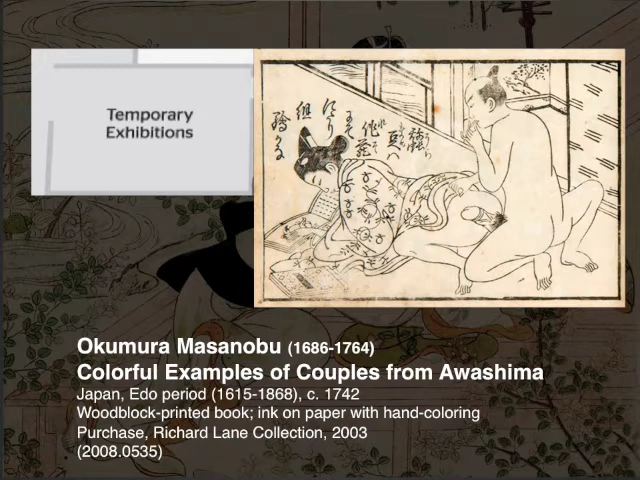 Temporary
Exhibitions
Okumura Masanobu (1686-1764)
Colorful Examples of Couples from Awashima
Japan, Edo period (1615-1868), c. 1742
Woodblock-printed book; ink on paper with hand-coloring
Purchase, Richard Lane Collection, 2003
(2008.0535)